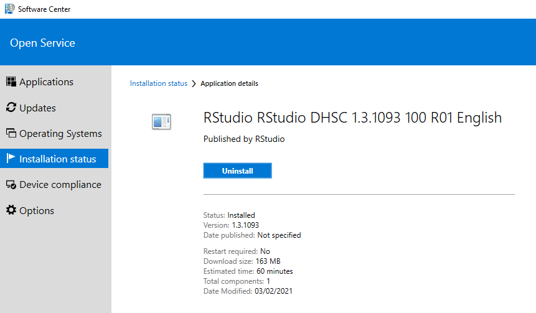 Software Center
Open Service
Applications
Updates
Operating Systems
Installation status
Device compliance
Options
Installation status > Application details
RStudio RStudio DHSC 1.3.1093 100 R01 English
Published by RStudio
Uninstall
Status: Installed
Version: 1.3.1093
Date published: Not specified
Restart required: No
Download size: 163 MB
Estimated time: 60 minutes
Total components: 1
Date Modified: 03/02/2021